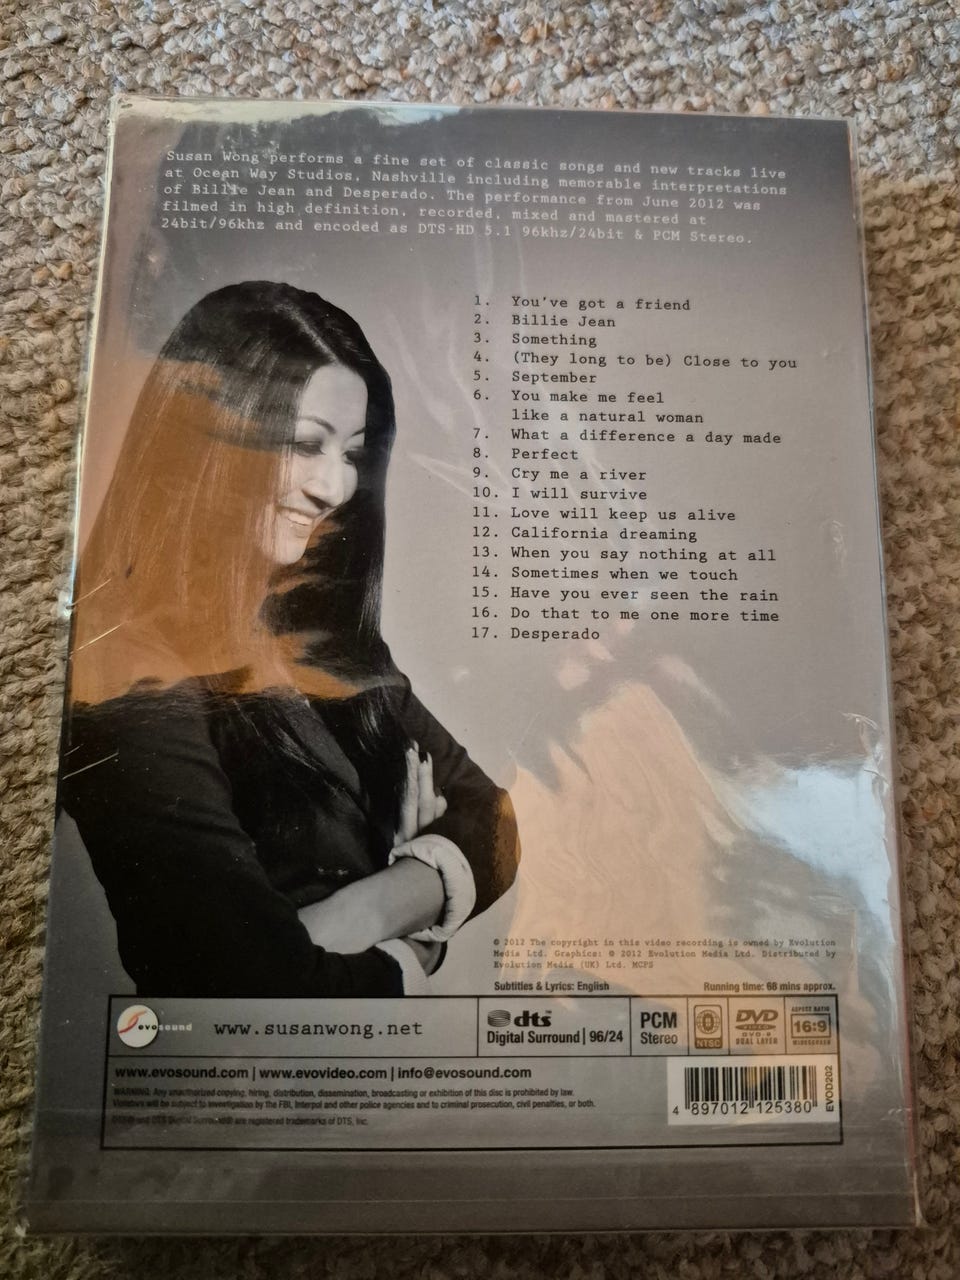 Susan Wong performs a fine set of classic songs and new tracks live
at Ocean Way Studios, Nashville including memorable interpretations
of Billie Jean and Desperado. The performance from June 2012 was
filmed in high definition, recorded, mixed and mastered at
24bit/96khz and encoded as DTS-HD 5.1 96khz/24bit & PCM Stereo.
1. You've got a friend
2. Billie Jean
3. Something
4. (They long to be) Close to you
5. September
6. You make me feel
like a natural woman
7. What a difference a day made
8. Perfect
9. Cry me a river
10. I will survive
11. Love will keep us alive
12. California dreaming
13. When you say nothing at all
14. Sometimes when we touch
15. Have you ever seen the rain
16. Do that to me one more time
17. Desperado
© 2012 The copyright in this video recording is owned by Evolution
Media Ltd. Graphics: © 2012 Evolution Media Ltd. Distributed by
Evolution Media (UK) Ltd. MCPS
Subtitles & Lyrics: English Running time: 68 mins approx.
evosound www.susanwong.net
dts
Digital Surround | 96/24
PCM
Stereo
NTSC
DVD
VIDEO
DVD-9
DUAL LAYER
ASPECT RATIO
16:9
WIDESCREEN
www.evosound.com | www.evovideo.com | info@evosound.com
WARNING: Any unauthorized copying, hiring, distribution, dissemination, broadcasting or exhibition of this disc is prohibited by law.
Violators will be subject to investigation by the FBI, Interpol and other police agencies and to criminal prosecution, civil penalties, or both.
and DTS Digital Surround are registered trademarks of DTS, Inc.
4 897012 125380
EVOD202